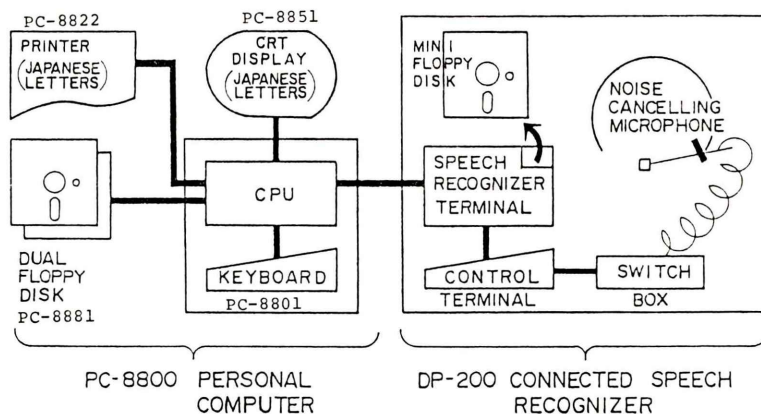 PC-8822
PRINTER
(JAPANESE
LETTERS)
PC-8851
CRT
DISPLAY
(JAPANESE
LETTERS)
CPU
KEYBOARD
PC-8801
DUAL
FLOPPY
DISK
PC-8881
MINI
FLOPPY
DISK
NOISE
CANCELLING
MICROPHONE
SPEECH
RECOGNIZER
TERMINAL
CONTROL
TERMINAL
SWITCH
BOX
PC-8800 PERSONAL
COMPUTER
DP-200 CONNECTED SPEECH
RECOGNIZER